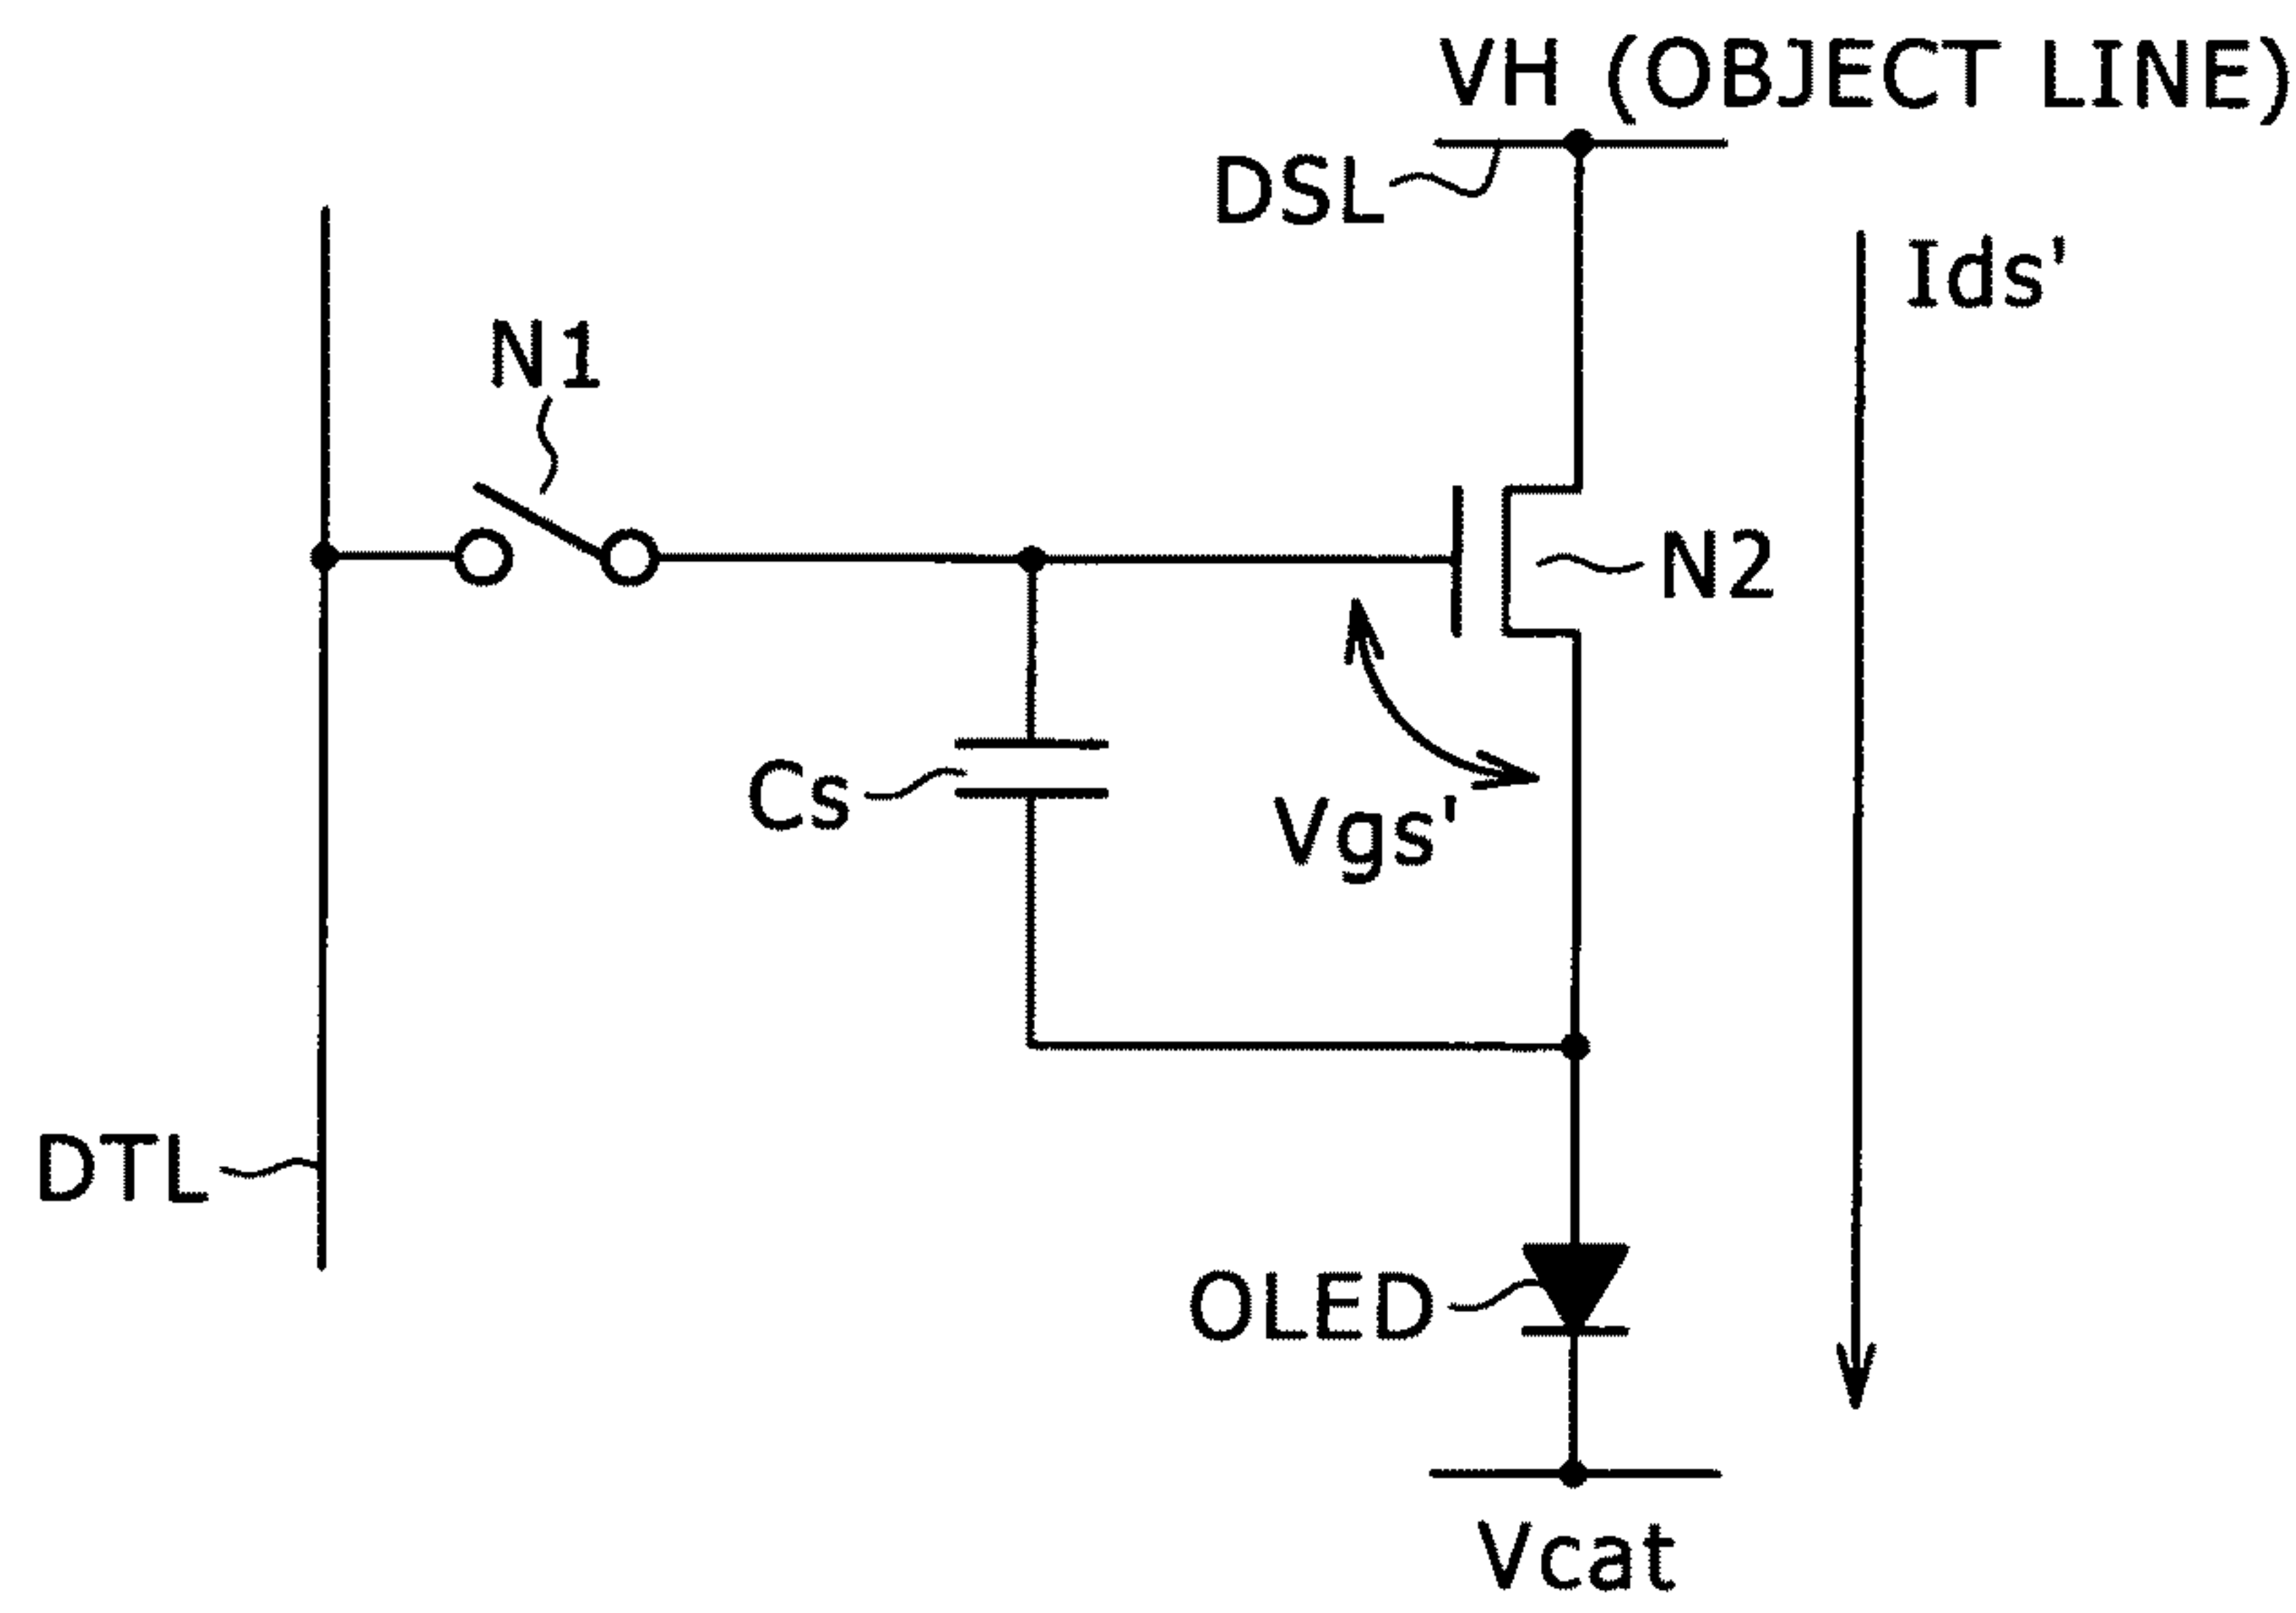 VH (OBJECT LINE)
DSL
Ids'
N1
N2
Cs
Vgs'
DTL
OLED
Vcat